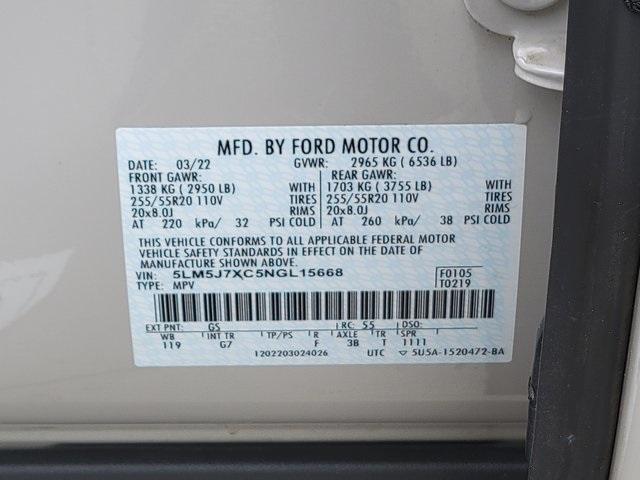 MFD. BY FORD MOTOR CO.
DATE: 03/22 GVWR: 2965 KG ( 6536 LB)
FRONT GAWR: REAR GAWR:
1338 KG ( 2950 LB) WITH 1703 KG ( 3755 LB) WITH
255/55R20 110V TIRES 255/55R20 110V TIRES
20x8.0J RIMS 20x8.0J RIMS
AT 220 kPa/ 32 PSI COLD AT 260 kPa/ 38 PSI COLD
THIS VEHICLE CONFORMS TO ALL APPLICABLE FEDERAL MOTOR
VEHICLE SAFETY STANDARDS IN EFFECT ON THE DATE OF
MANUFACTURE SHOWN ABOVE.
VIN: 5LM5J7XC5NGL15668 F0105
TYPE: MPV T0219
EXT PNT: GS RC: 55 DSO:
WB INT TR TP/PS R AXLE TR SPR
119 G7 F 3B T 1111
1202203024026 UTC ▽ 5U5A-1520472-BA